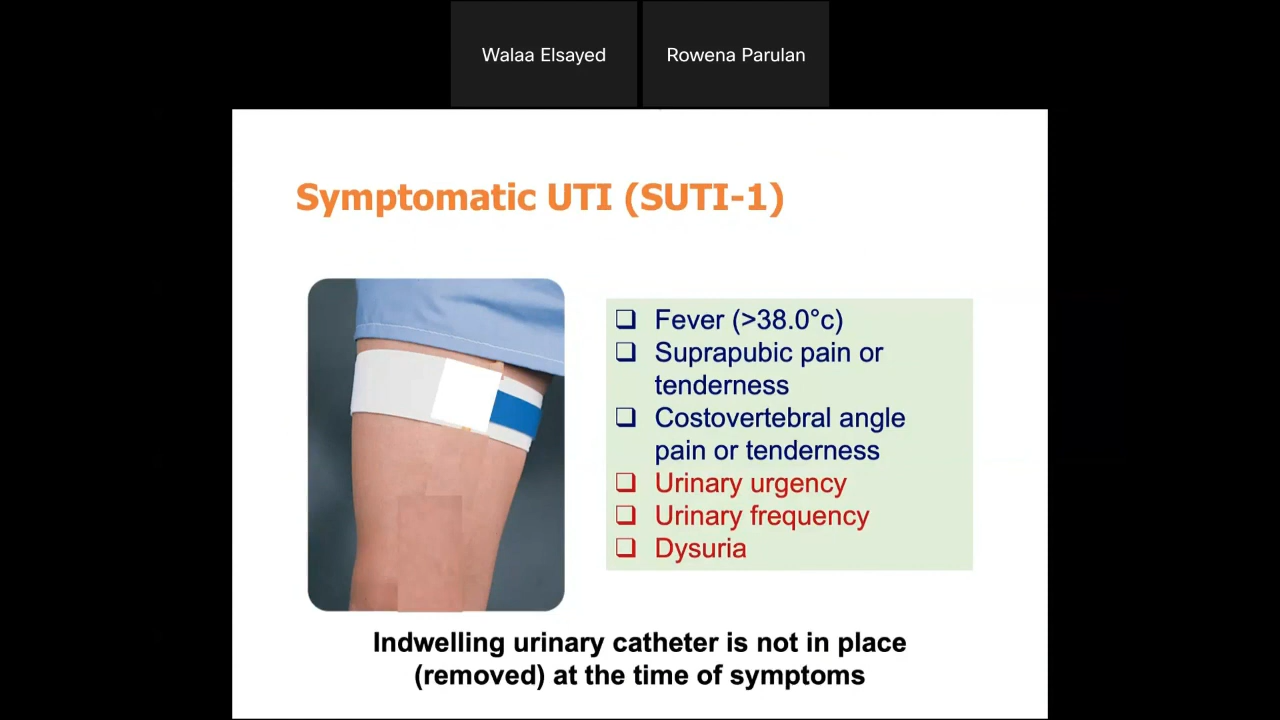 Walaa Elsayed
Rowena Parulan
Symptomatic UTI (SUTI-1)
❑ Fever (>38.0°c)
❑ Suprapubic pain or
tenderness
❑ Costovertebral angle
pain or tenderness
❑ Urinary urgency
❑ Urinary frequency
❑ Dysuria
Indwelling urinary catheter is not in place
(removed) at the time of symptoms